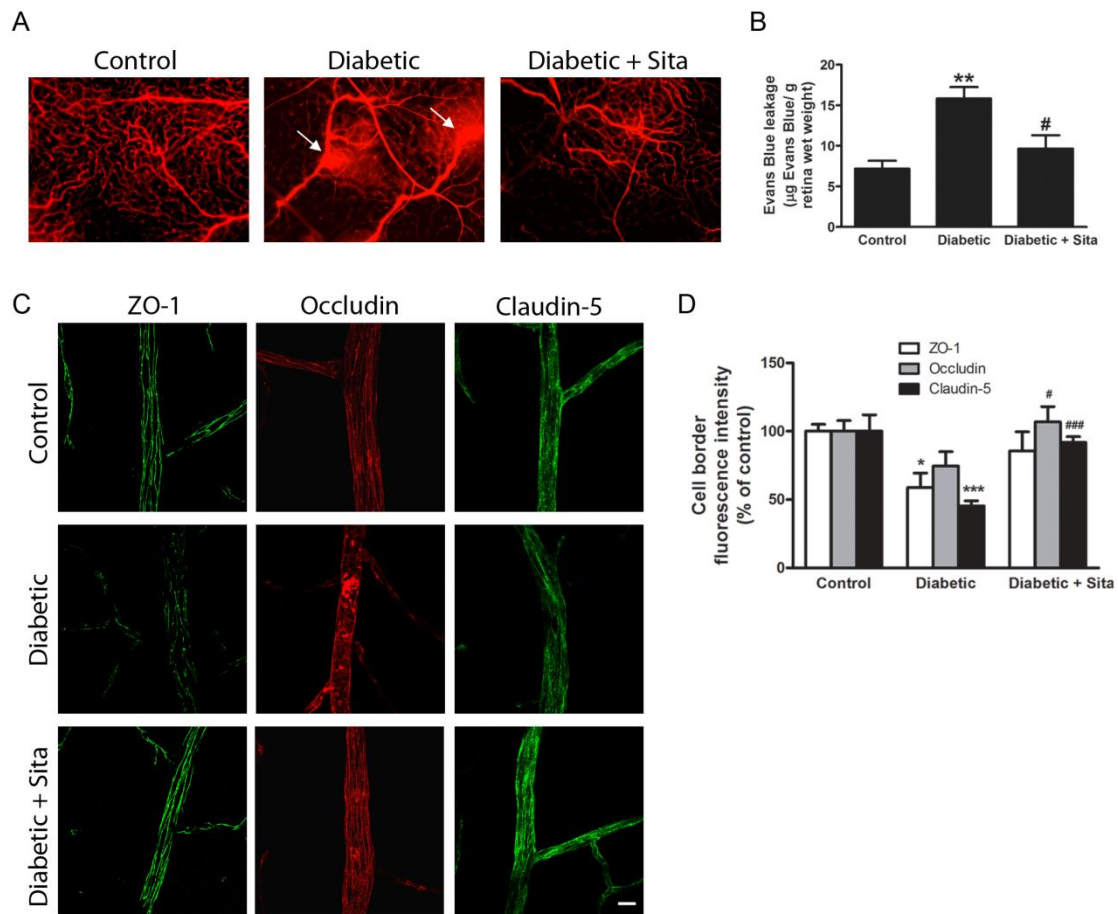 A
Control
Diabetic
Diabetic + Sita
B
Evans Blue leakage
(µg Evans Blue/ g
retina wet weight)
20
15
10
5
0
**
#
Control
Diabetic
Diabetic + Sita
C
ZO-1
Occludin
Claudin-5
Control
Diabetic
Diabetic + Sita
D
Cell border
fluorescence intensity
(% of control)
150
100
50
0
ZO-1
Occludin
Claudin-5
*
***
#
###
Control
Diabetic
Diabetic + Sita